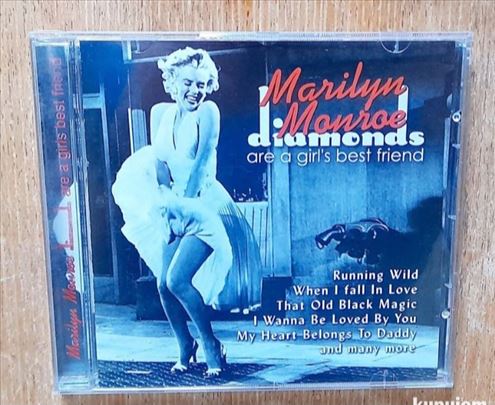 Marilyn Monroe
are a girl's best friend
Marilyn
Monroe
diamonds
are a girl's best friend
Running Wild
When I fall In Love
That Old Black Magic
I Wanna Be Loved By You
My Heart Belongs To Daddy
and many more